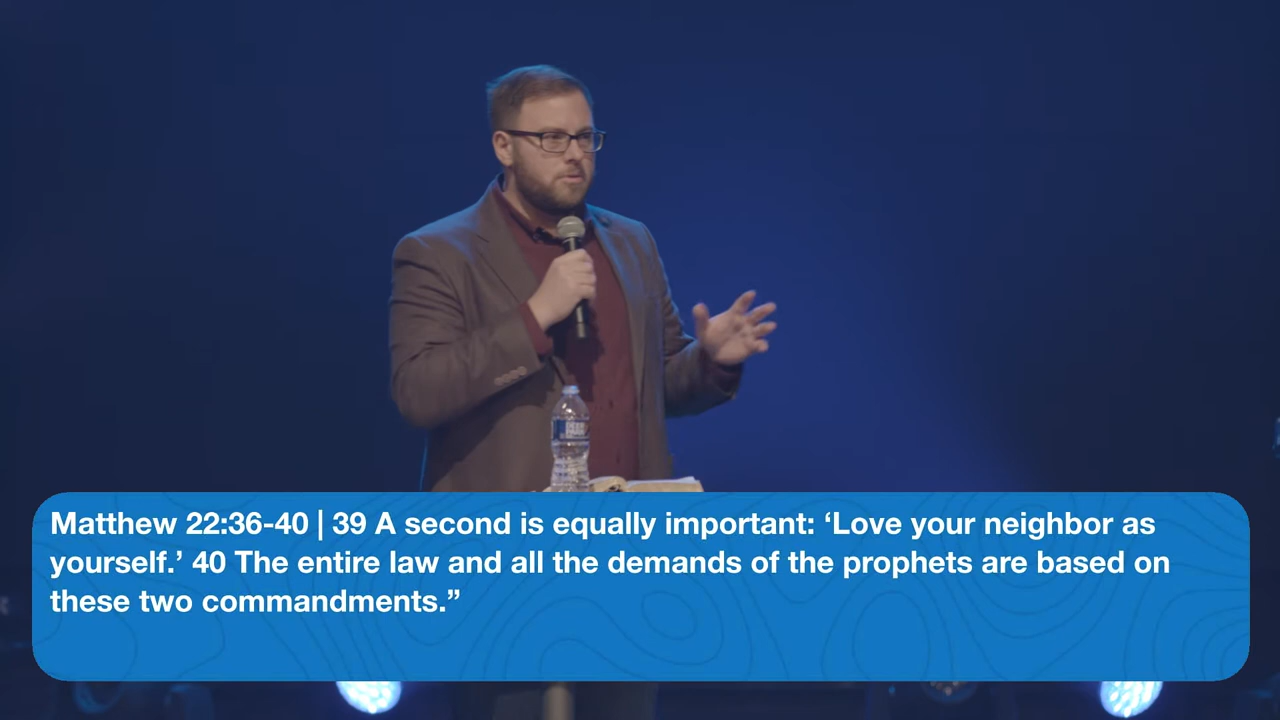 Matthew 22:36-40 | 39 A second is equally important: ‘Love your neighbor as
yourself.’ 40 The entire law and all the demands of the prophets are based on
these two commandments.”